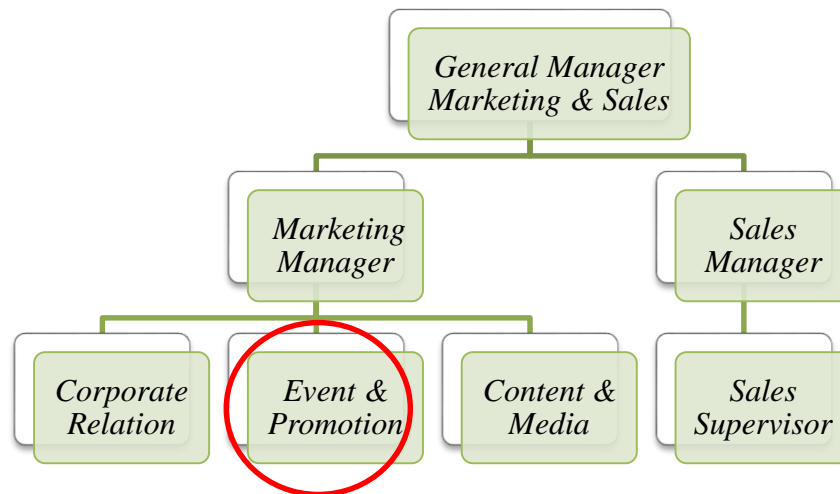 General Manager
Marketing & Sales
Marketing
Manager
Sales
Manager
Corporate
Relation
Event &
Promotion
Content &
Media
Sales
Supervisor